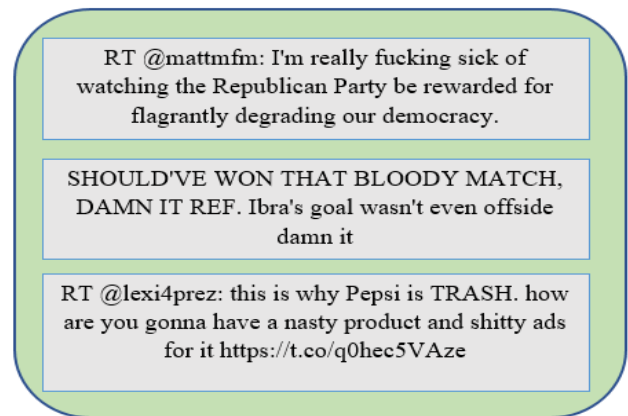 RT @mattmfm: I'm really fucking sick of
watching the Republican Party be rewarded for
flagrantly degrading our democracy.
SHOULD'VE WON THAT BLOODY MATCH,
DAMN IT REF. Ibra's goal wasn't even offside
damn it
RT @lexi4prez: this is why Pepsi is TRASH. how
are you gonna have a nasty product and shitty ads
for it https://t.co/q0hec5VAze